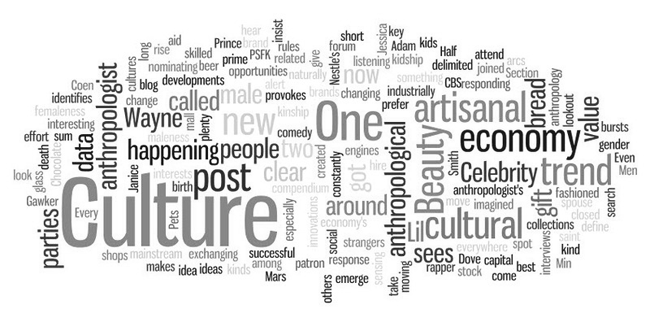 hear
insist
aid
Prince
brand
rules
short
Jessica
key
Adam
kids
Half
attend
long
rise
skilled
PSFK
related
give
forum
listening
kidship
delimited
joined
arcs
Section
Coen
cultures
nominating
beer
prime
opportunities
naturally
Nestle's
now
something
CBS
responding
anthropology
identifies
blog
developments
alert
provokes
brands
changing
industrially
prefer
artisanal
bread
lookout
value
femaleness
change
called
male
kinship
One
interesting
Wayne
mall
plenty
new
comedy
economy
bursts
effort
sum
data
anthropologist
maleness
happening
people
two
created
constantly
engines
hire
got
anthropological
Beauty
Smith
Celebrity
trend
gender
Even
Men
look
glass
death
Chocolate
Janice
interests
birth
post
clear
compendium
anthropologist's
gift
fashioned
search
Gawker
Culture
Every
Pets
especially
innovations
around
economy's
move
imagined
spouse
closed
define
parties
Lil
cultural
collections
saint
shops
mainstream
exchanging
successful
social
strangers
sees
everywhere
spot
interviews
kind
makes
idea
ideas
kinds
among
patron
response
sensing
rapper
Dove
capital
best
Min
Mars
others
emerge
take
moving
stock
come